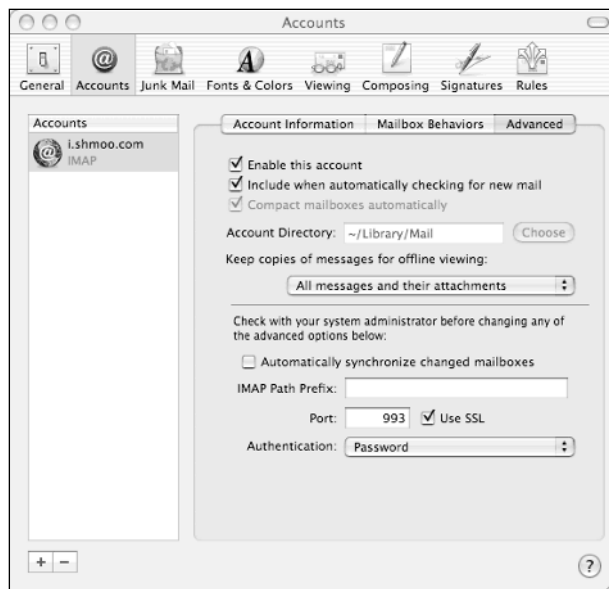 Accounts
General Accounts Junk Mail Fonts & Colors Viewing Composing Signatures Rules
Accounts
i.shmoo.com
IMAP
Account Information Mailbox Behaviors Advanced
Enable this account
Include when automatically checking for new mail
Compact mailboxes automatically
Account Directory: ~/Library/Mail Choose
Keep copies of messages for offline viewing:
All messages and their attachments
Check with your system administrator before changing any of
the advanced options below:
Automatically synchronize changed mailboxes
IMAP Path Prefix:
Port: 993 Use SSL
Authentication: Password
+ − ?